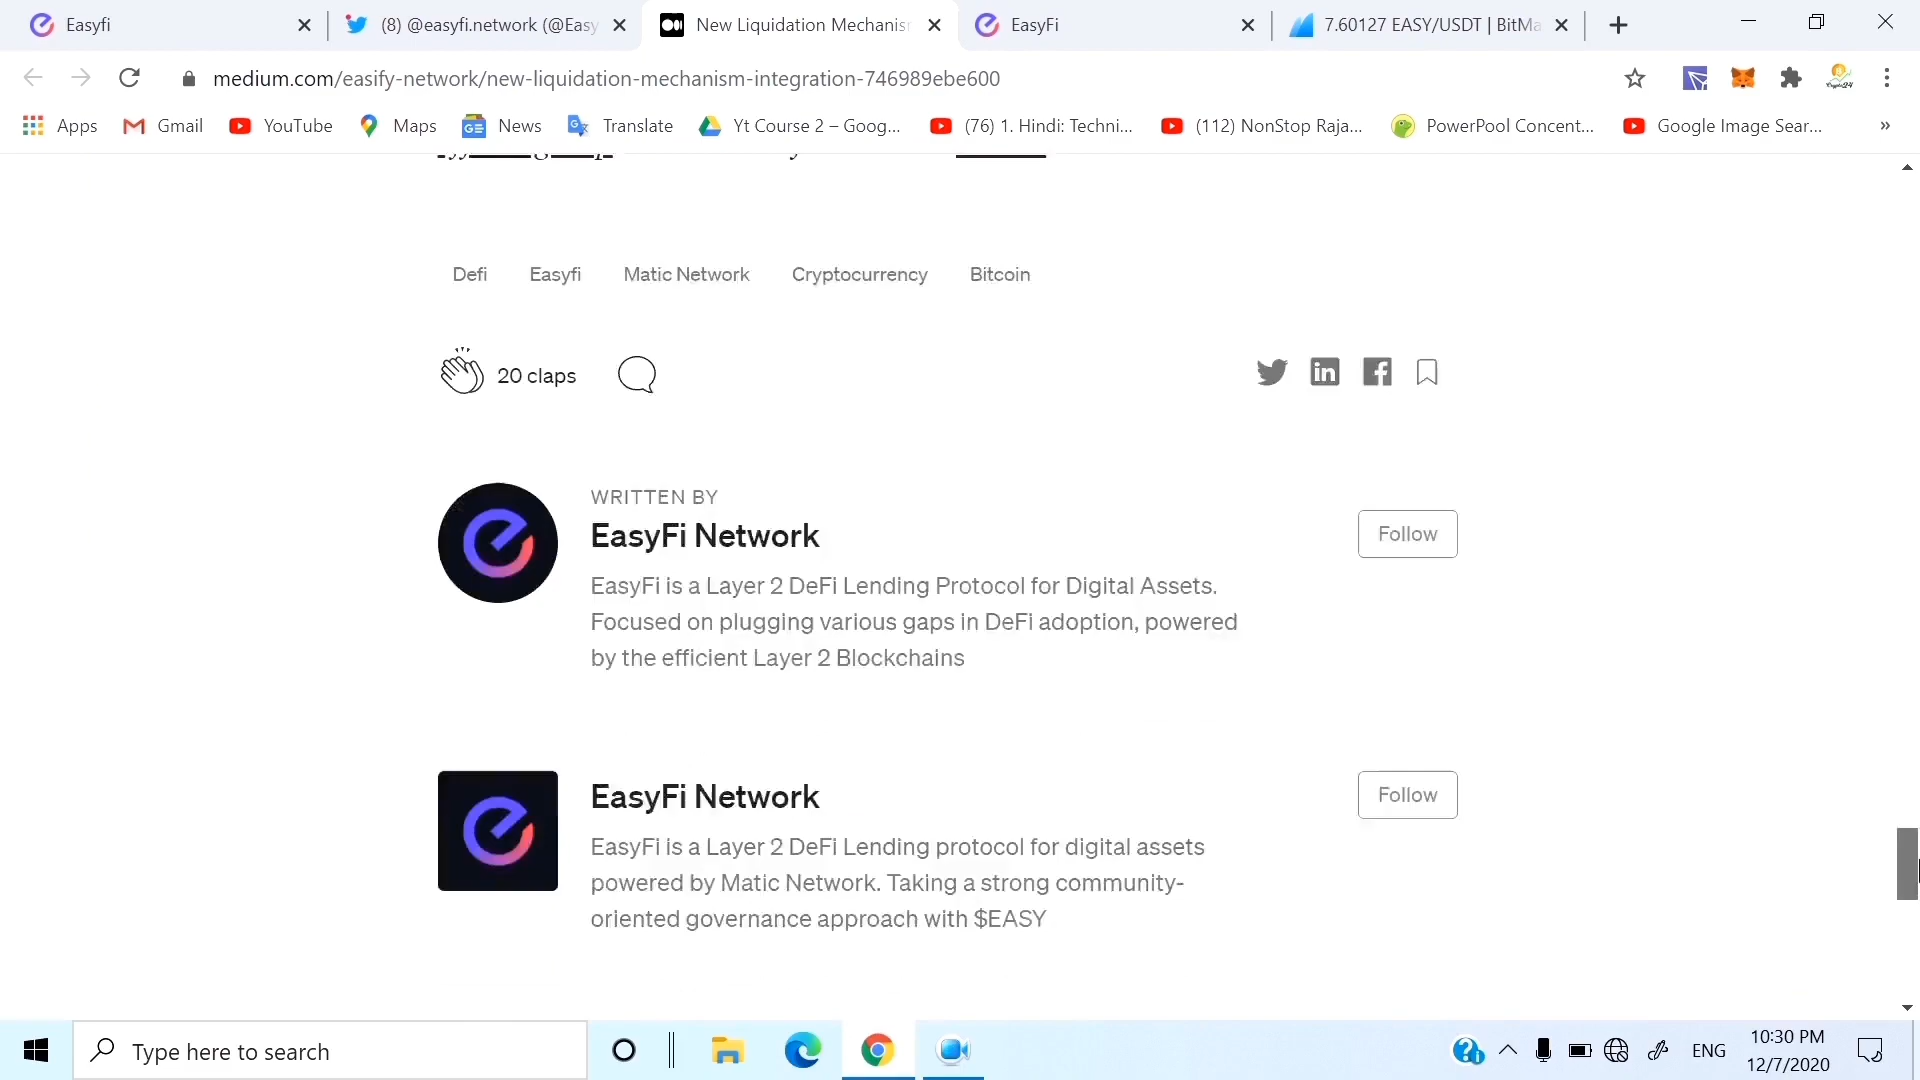 Easyfi
(8) @easyfi.network (@Easy
New Liquidation Mechanism
EasyFi
7.60127 EASY/USDT | BitMa
medium.com/easify-network/new-liquidation-mechanism-integration-746989ebe600
Apps
Gmail
YouTube
Maps
News
Translate
Yt Course 2 – Goog...
(76) 1. Hindi: Techni...
(112) NonStop Raja...
PowerPool Concent...
Google Image Sear...
»
Defi
Easyfi
Matic Network
Cryptocurrency
Bitcoin
20 claps
WRITTEN BY
EasyFi Network
Follow
EasyFi is a Layer 2 DeFi Lending Protocol for Digital Assets.
Focused on plugging various gaps in DeFi adoption, powered
by the efficient Layer 2 Blockchains
EasyFi Network
Follow
EasyFi is a Layer 2 DeFi Lending protocol for digital assets
powered by Matic Network. Taking a strong community-
oriented governance approach with $EASY
Type here to search
ENG
10:30 PM
12/7/2020